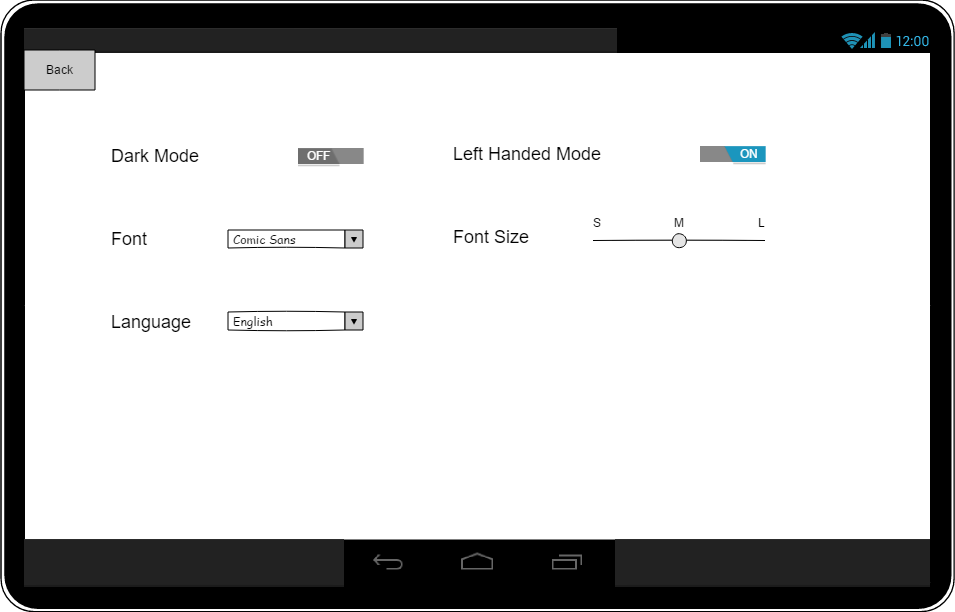 12:00
Back
Dark Mode OFF
Left Handed Mode ON
Font Comic Sans
Font Size S M L
Language English